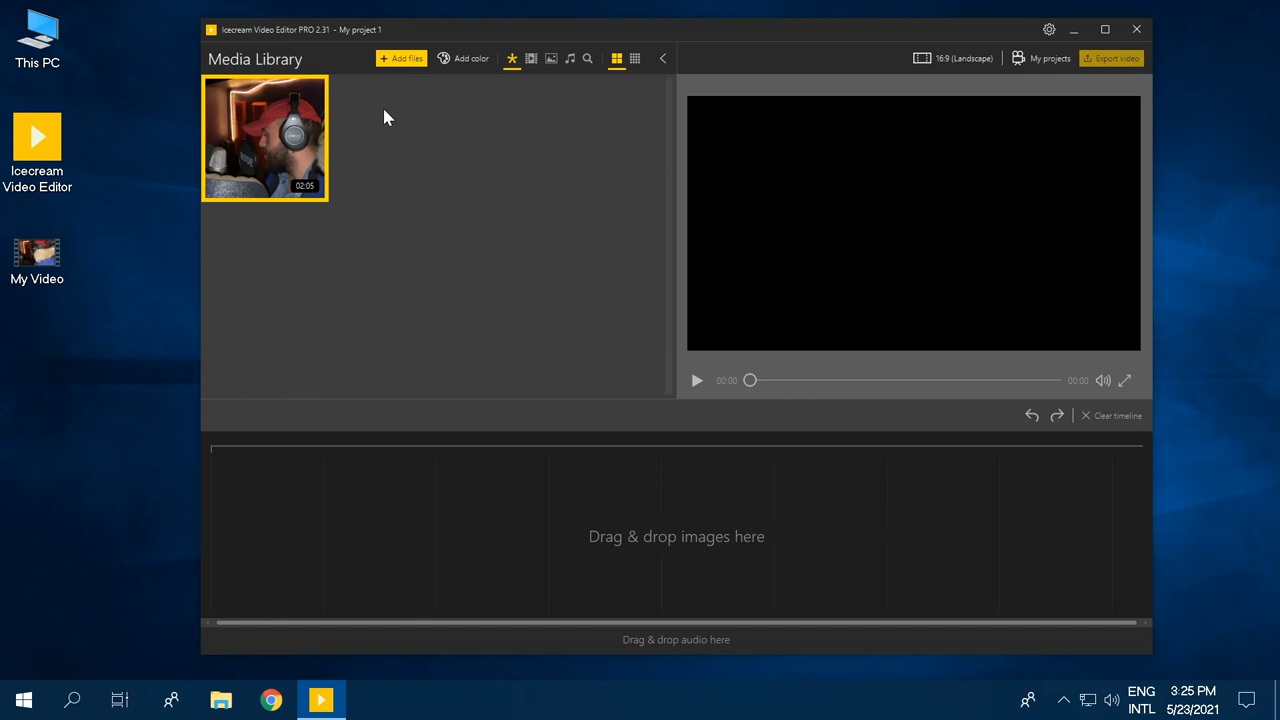 This PC
Icecream
Video Editor
My Video
Icecream Video Editor PRO 2.31 - My project 1
Media Library
+ Add files
Add color
16:9 (Landscape)
My projects
Export video
02:05
00:00
00:00
Clear timeline
Drag & drop images here
Drag & drop audio here
ENG
INTL
3:25 PM
5/23/2021